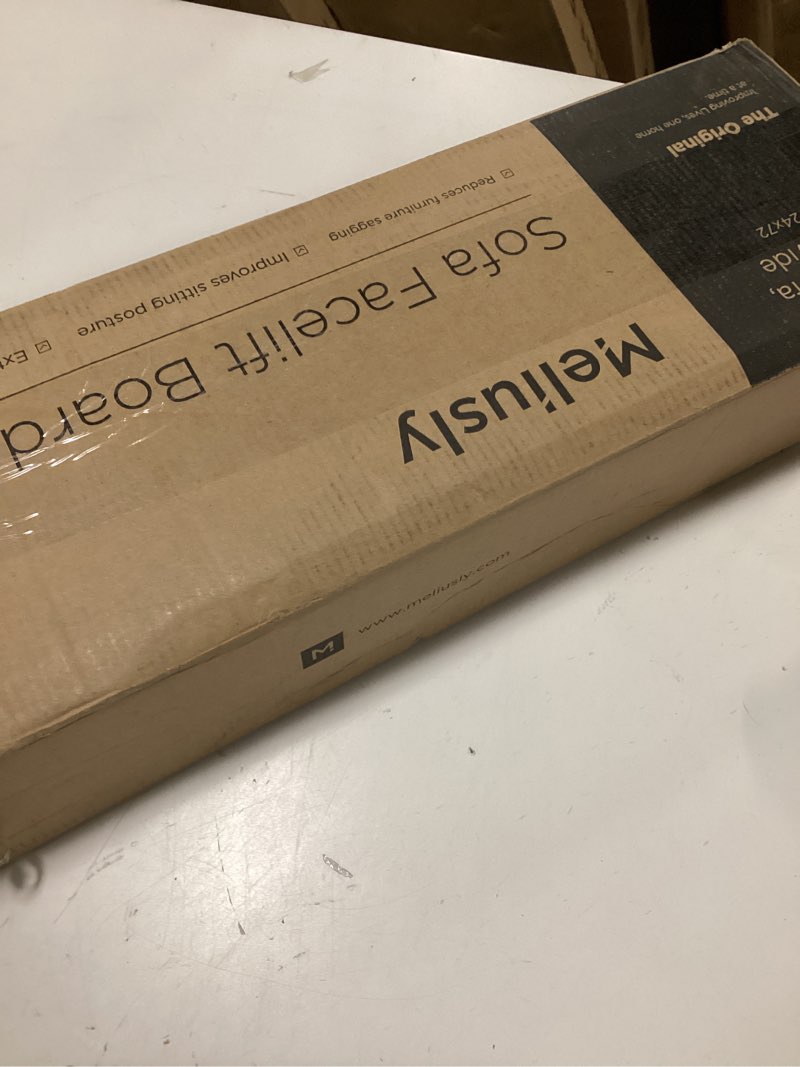 Meliusly
Sofa Facelift Board
Reduces furniture sagging
Improves sitting posture
24x72
The Original
Improving Lives, one home
at a time.
www.meliusly.com